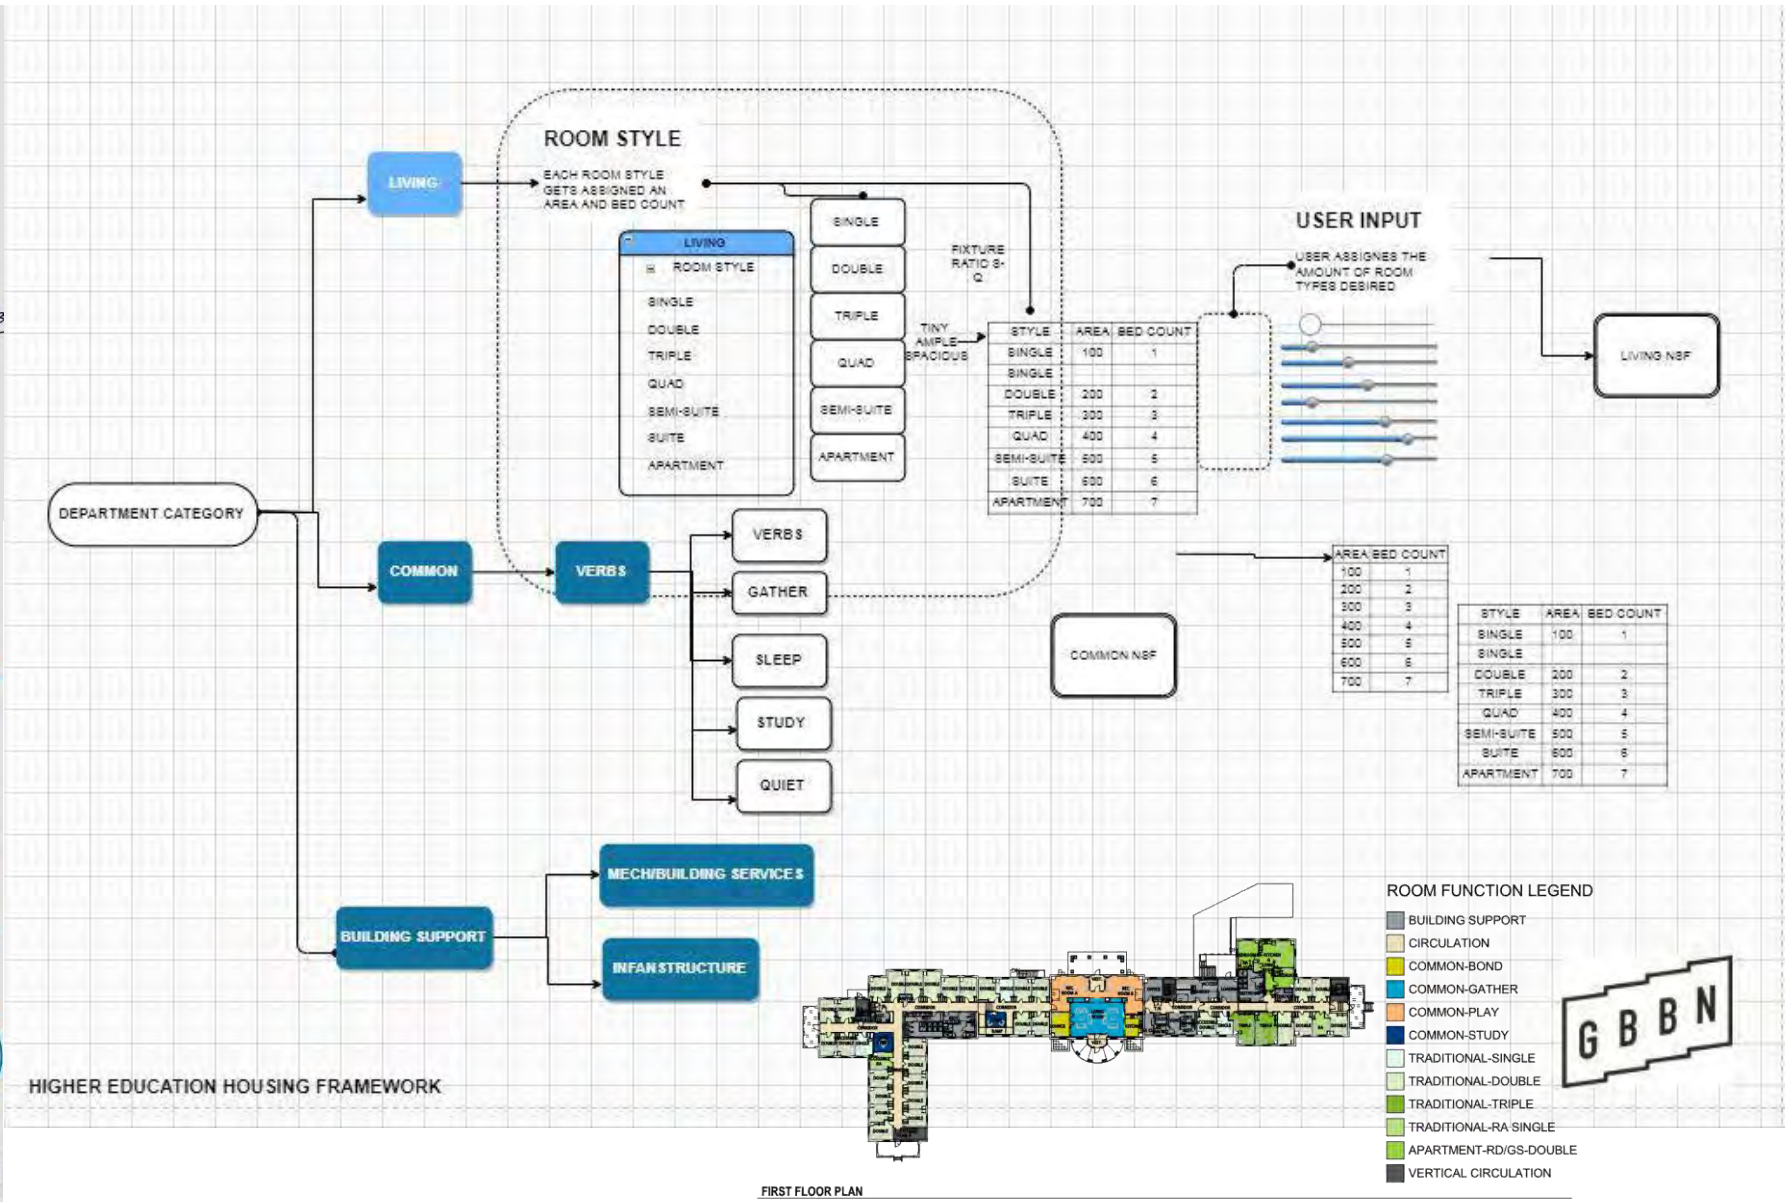 ROOM STYLE
EACH ROOM STYLE
GETS ASSIGNED AN
AREA AND BED COUNT
LIVING
LIVING
ROOM STYLE
SINGLE
DOUBLE
TRIPLE
QUAD
SEMI-SUITE
SUITE
APARTMENT
SINGLE
DOUBLE
TRIPLE
QUAD
SEMI-SUITE
APARTMENT
FIXTURE
RATIO S-
Q
TINY
AMPLE
SPACIOUS
STYLE AREA BED COUNT
SINGLE 100 1
SINGLE
DOUBLE 200 2
TRIPLE 300 3
QUAD 400 4
SEMI-SUITE 500 5
SUITE 600 6
APARTMENT 700 7
USER INPUT
USER ASSIGNES THE
AMOUNT OF ROOM
TYPES DESIRED
LIVING NSF
DEPARTMENT CATEGORY
COMMON
VERBS
VERBS
GATHER
SLEEP
STUDY
QUIET
COMMON NSF
AREA BED COUNT
100 1
200 2
300 3
400 4
500 5
600 6
700 7
STYLE AREA BED COUNT
SINGLE 100 1
SINGLE
DOUBLE 200 2
TRIPLE 300 3
QUAD 400 4
SEMI-SUITE 500 5
SUITE 600 6
APARTMENT 700 7
BUILDING SUPPORT
MECH/BUILDING SERVICES
INFANSTRUCTURE
HIGHER EDUCATION HOUSING FRAMEWORK
ROOM FUNCTION LEGEND
BUILDING SUPPORT
CIRCULATION
COMMON-BOND
COMMON-GATHER
COMMON-PLAY
COMMON-STUDY
TRADITIONAL-SINGLE
TRADITIONAL-DOUBLE
TRADITIONAL-TRIPLE
TRADITIONAL-RA SINGLE
APARTMENT-RD/GS-DOUBLE
VERTICAL CIRCULATION
GBBN
FIRST FLOOR PLAN